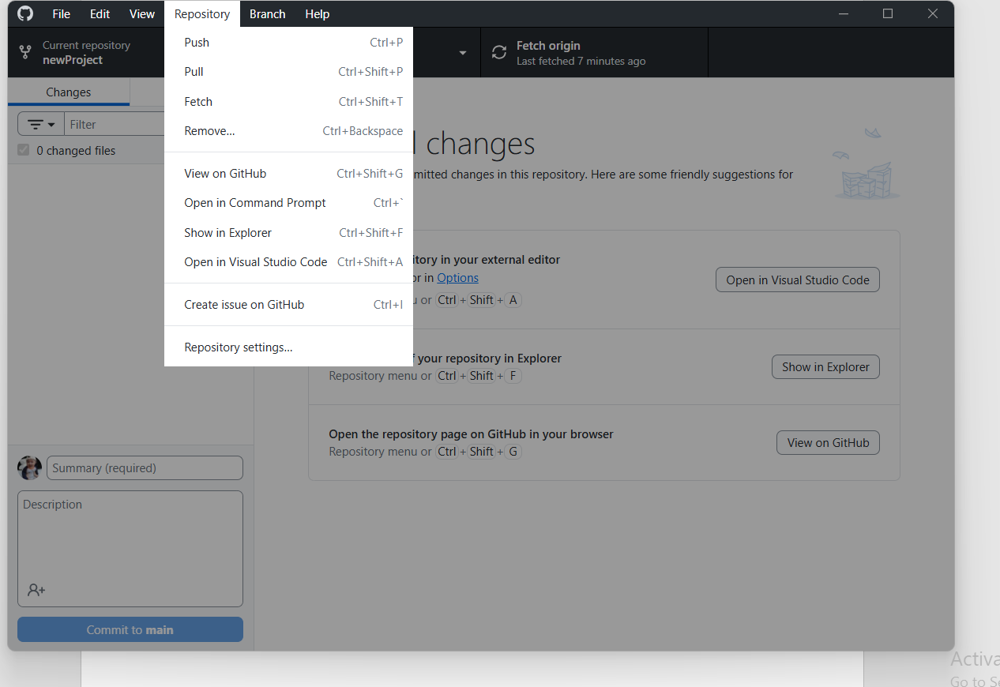 File Edit View Repository Branch Help
Current repository
newProject
Fetch origin
Last fetched 7 minutes ago
Push Ctrl+P
Pull Ctrl+Shift+P
Fetch Ctrl+Shift+T
Remove... Ctrl+Backspace
View on GitHub Ctrl+Shift+G
Open in Command Prompt Ctrl+`
Show in Explorer Ctrl+Shift+F
Open in Visual Studio Code Ctrl+Shift+A
Create issue on GitHub Ctrl+I
Repository settings...
Changes
Filter
0 changed files
changes
changes in this repository. Here are some friendly suggestions for
in your external editor
in Options
or Ctrl + Shift + A
Open in Visual Studio Code
your repository in Explorer
Repository menu or Ctrl + Shift + F
Show in Explorer
Open the repository page on GitHub in your browser
Repository menu or Ctrl + Shift + G
View on GitHub
Summary (required)
Description
Commit to main
Go to